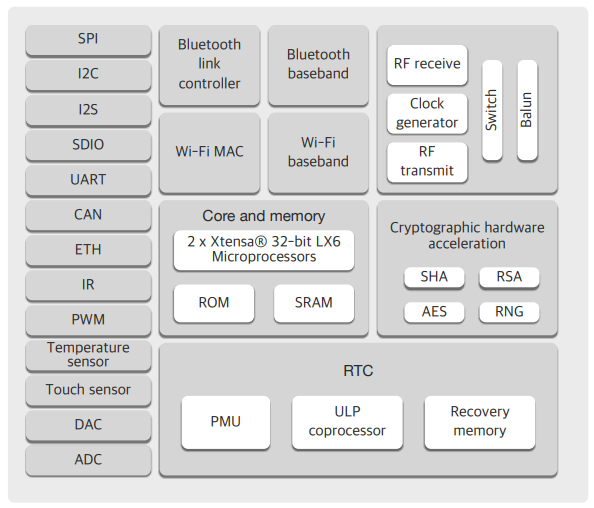 SPI
I2C
I2S
SDIO
UART
CAN
ETH
IR
PWM
Temperature
sensor
Touch sensor
DAC
ADC
Bluetooth
link
controller
Bluetooth
baseband
Wi-Fi MAC
Wi-Fi
baseband
RF receive
Clock
generator
RF
transmit
Switch
Balun
Core and memory
2 x Xtensa® 32-bit LX6
Microprocessors
ROM
SRAM
Cryptographic hardware
acceleration
SHA
RSA
AES
RNG
RTC
PMU
ULP
coprocessor
Recovery
memory